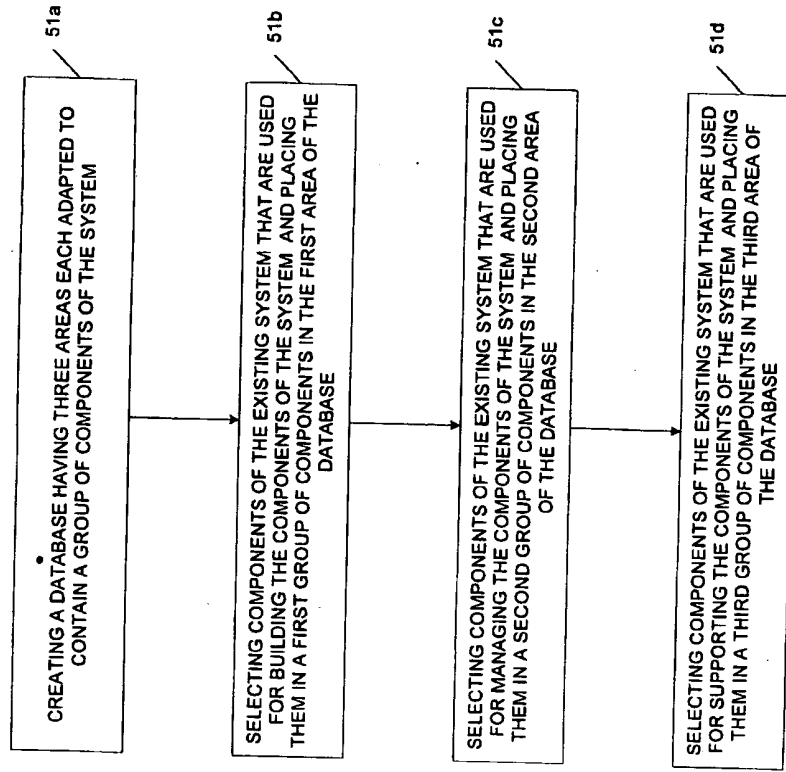 51a
CREATING A DATABASE HAVING THREE AREAS EACH ADAPTED TO
CONTAIN A GROUP OF COMPONENTS OF THE SYSTEM
51b
SELECTING COMPONENTS OF THE EXISTING SYSTEM THAT ARE USED
FOR BUILDING THE COMPONENTS OF THE SYSTEM AND PLACING
THEM IN A FIRST GROUP OF COMPONENTS IN THE FIRST AREA OF THE
DATABASE
51c
SELECTING COMPONENTS OF THE EXISTING SYSTEM THAT ARE USED
FOR MANAGING THE COMPONENTS OF THE SYSTEM AND PLACING
THEM IN A SECOND GROUP OF COMPONENTS IN THE SECOND AREA
OF THE DATABASE
51d
SELECTING COMPONENTS OF THE EXISTING SYSTEM THAT ARE USED
FOR SUPPORTING THE COMPONENTS OF THE SYSTEM AND PLACING
THEM IN A THIRD GROUP OF COMPONENTS IN THE THIRD AREA OF
THE DATABASE